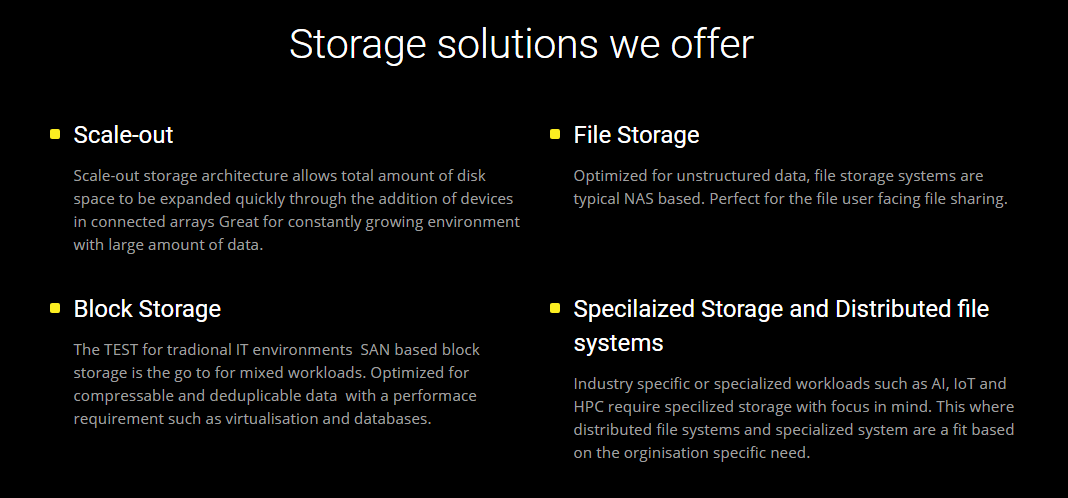 Storage solutions we offer
Scale-out
Scale-out storage architecture allows total amount of disk
space to be expanded quickly through the addition of devices
in connected arrays Great for constantly growing environment
with large amount of data.
File Storage
Optimized for unstructured data, file storage systems are
typical NAS based. Perfect for the file user facing file sharing.
Block Storage
The TEST for tradional IT environments  SAN based block
storage is the go to for mixed workloads. Optimized for
compressable and deduplicable data  with a performace
requirement such as virtualisation and databases.
Specilaized Storage and Distributed file
systems
Industry specific or specialized workloads such as AI, IoT and
HPC require specilized storage with focus in mind. This where
distributed file systems and specialized system are a fit based
on the orginisation specific need.